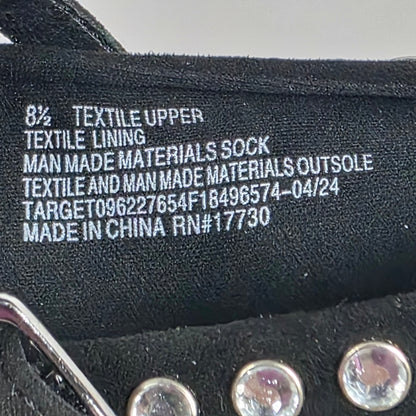 8½ TEXTILE UPPER
TEXTILE LINING
MAN MADE MATERIALS SOCK
TEXTILE AND MAN MADE MATERIALS OUTSOLE
TARGET096227654F18496574-04/24
MADE IN CHINA RN#17730